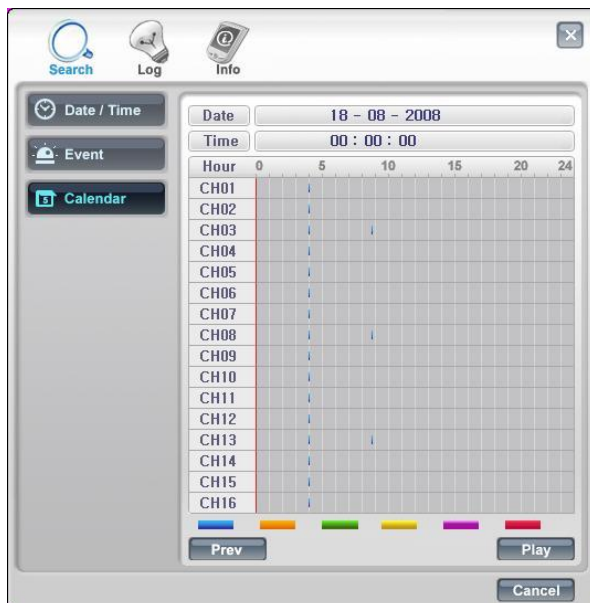 Search Log Info
Date / Time
Event
Calendar
Date 18 - 08 - 2008
Time 00 : 00 : 00
Hour 0 5 10 15 20 24
CH01
CH02
CH03
CH04
CH05
CH06
CH07
CH08
CH09
CH10
CH11
CH12
CH13
CH14
CH15
CH16
Prev Play
Cancel